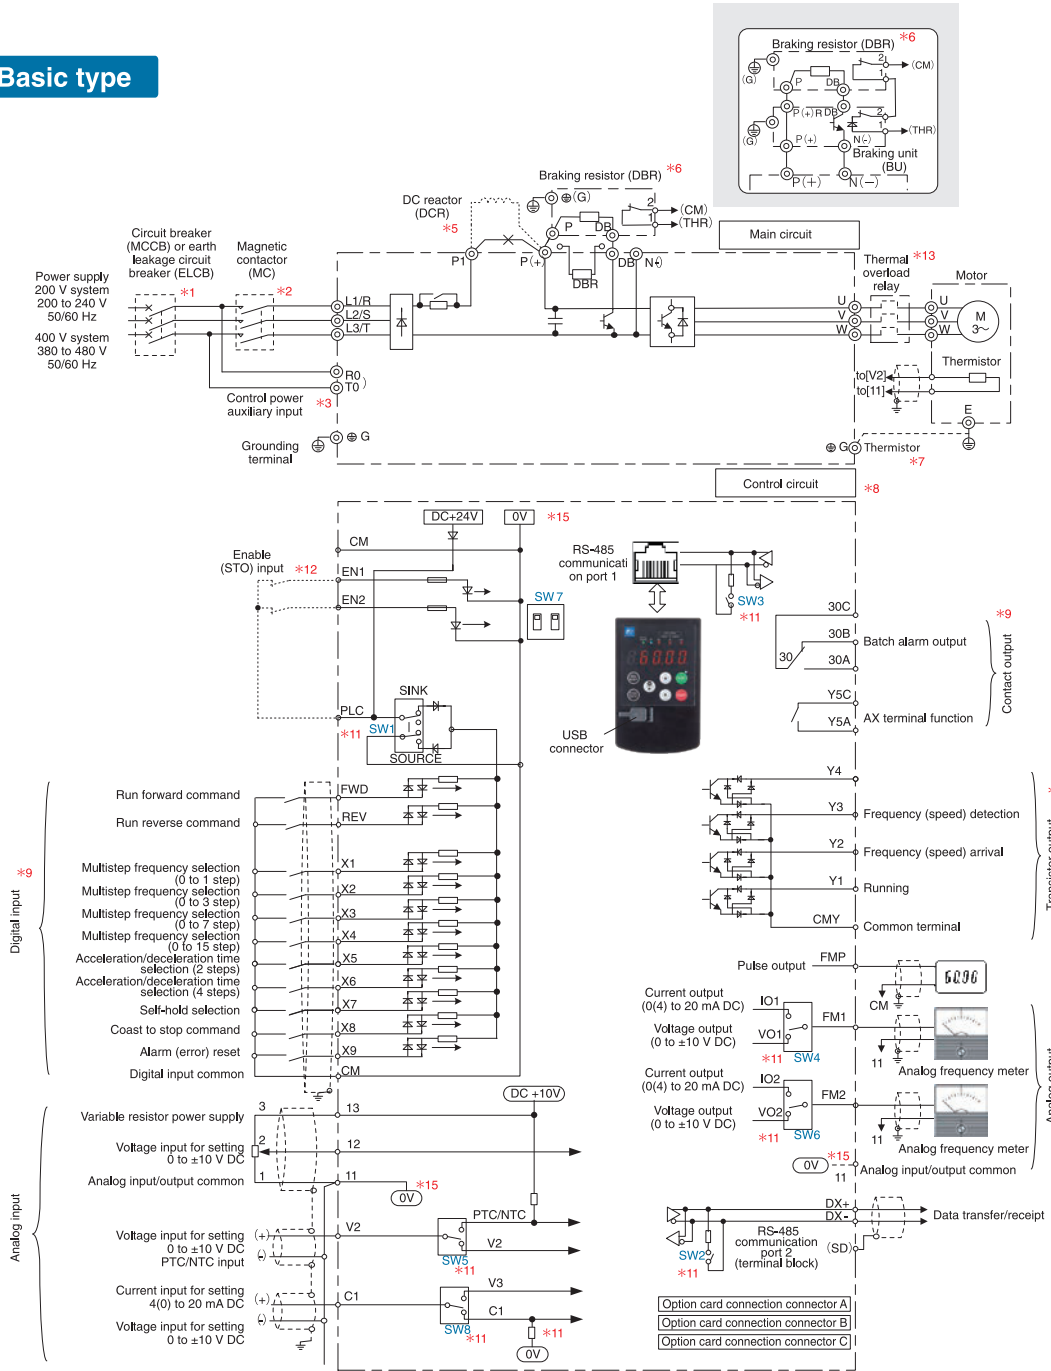 Basic type
Braking resistor (DBR) *6
(G)
P
DB
2
1
(CM)
P(+)R
DB
2
1
(THR)
(G)
P(+)
N(-)
Braking unit
(BU)
P(+)
N(-)
Braking resistor (DBR) *6
DC reactor
(DCR)
*5
(G)
P
DB
2
1
(CM)
(THR)
Main circuit
P1
P(+)
DBR
DB
N(-)
Circuit breaker
(MCCB) or earth
leakage circuit
breaker (ELCB)
*1
Magnetic
contactor
(MC)
*2
Power supply
200 V system
200 to 240 V
50/60 Hz
400 V system
380 to 480 V
50/60 Hz
L1/R
L2/S
L3/T
R0
T0
Control power
auxiliary input
*3
Grounding
terminal
G
Thermal
overload
relay
*13
Motor
U
V
W
U
V
W
M
3~
Thermistor
to[V2]
to[11]
E
G
Thermistor
*7
Control circuit
*8
DC+24V
0V
*15
CM
Enable
(STO) input
*12
EN1
EN2
SW7
RS-485
communicati
on port 1
SW3
*11
60.00
USB
connector
SINK
PLC
*11
SW1
SOURCE
30C
30B
30
30A
Batch alarm output
Y5C
Y5A
AX terminal function
*9
Contact output
Digital input
*9
Run forward command
FWD
Run reverse command
REV
Multistep frequency selection
(0 to 1 step)
X1
Multistep frequency selection
(0 to 3 step)
X2
Multistep frequency selection
(0 to 7 step)
X3
Multistep frequency selection
(0 to 15 step)
X4
Acceleration/deceleration time
selection (2 steps)
X5
Acceleration/deceleration time
selection (4 steps)
X6
Self-hold selection
X7
Coast to stop command
X8
Alarm (error) reset
X9
Digital input common
CM
Y4
Y3
Frequency (speed) detection
Y2
Frequency (speed) arrival
Y1
Running
CMY
Common terminal
Transistor output
Pulse output
FMP
CM
60.00
Current output
(0(4) to 20 mA DC)
IO1
Voltage output
(0 to ±10 V DC)
VO1
*11
SW4
FM1
11
Analog frequency meter
Current output
(0(4) to 20 mA DC)
IO2
Voltage output
(0 to ±10 V DC)
VO2
*11
SW6
FM2
11
Analog frequency meter
Analog output
0V
*15
11
Analog input/output common
Analog input
DC +10V
Variable resistor power supply
3
13
Voltage input for setting
0 to ±10 V DC
2
12
Analog input/output common
1
11
0V
*15
PTC/NTC
Voltage input for setting
0 to ±10 V DC
PTC/NTC input
(+)
(-)
V2
V2
SW5
*11
Current input for setting
4(0) to 20 mA DC
(+)
(-)
C1
V3
C1
SW8
*11
*11
0V
Voltage input for setting
0 to ±10 V DC
DX+
DX-
Data transfer/receipt
RS-485
communication
port 2
(terminal block)
(SD)
SW2
*11
Option card connection connector A
Option card connection connector B
Option card connection connector C